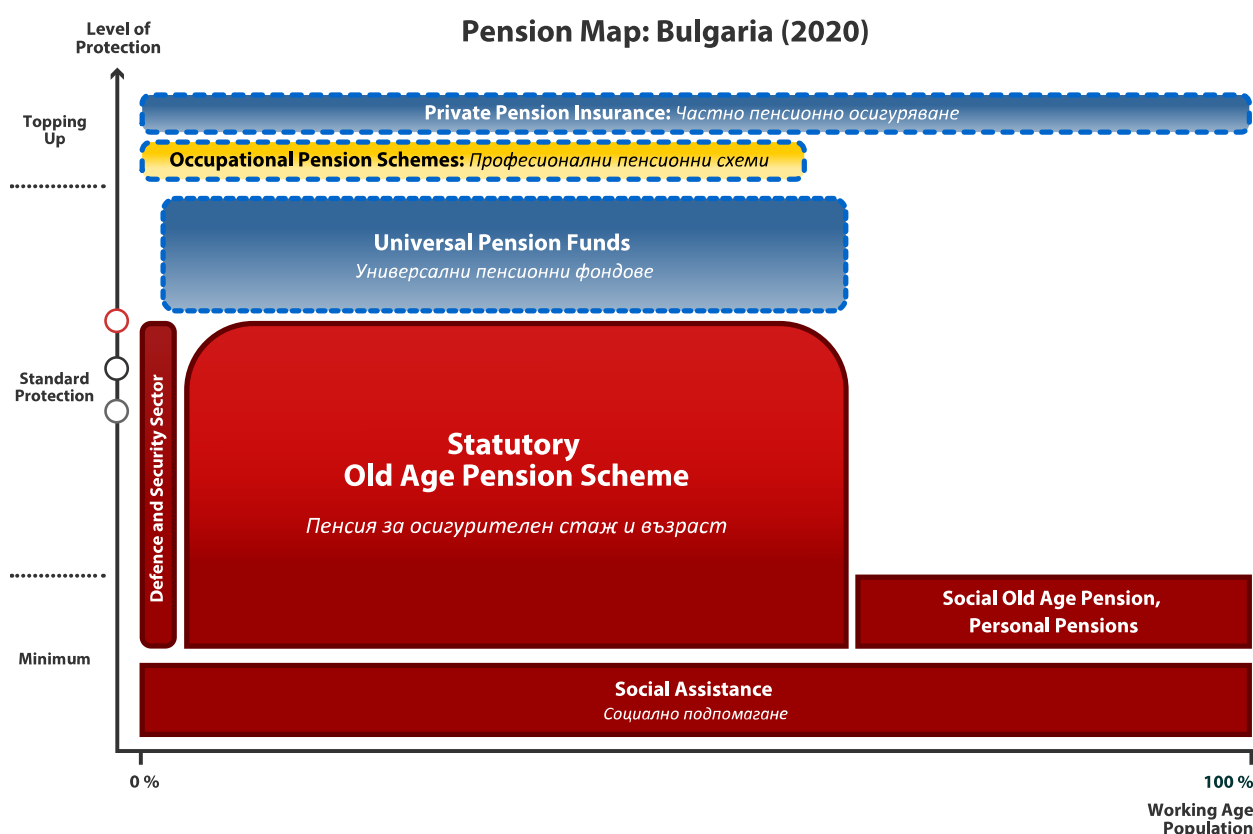 Pension Map: Bulgaria (2020)
Level of
Protection
Topping
Up
Private Pension Insurance: Частно пенсионно осигуряване
Occupational Pension Schemes: Професионални пенсионни схеми
Universal Pension Funds
Универсални пенсионни фондове
Standard
Protection
Defence and Security Sector
Statutory
Old Age Pension Scheme
Пенсия за осигурителен стаж и възраст
Social Old Age Pension,
Personal Pensions
Minimum
Social Assistance
Социално подпомагане
0 %
100 %
Working Age
Population